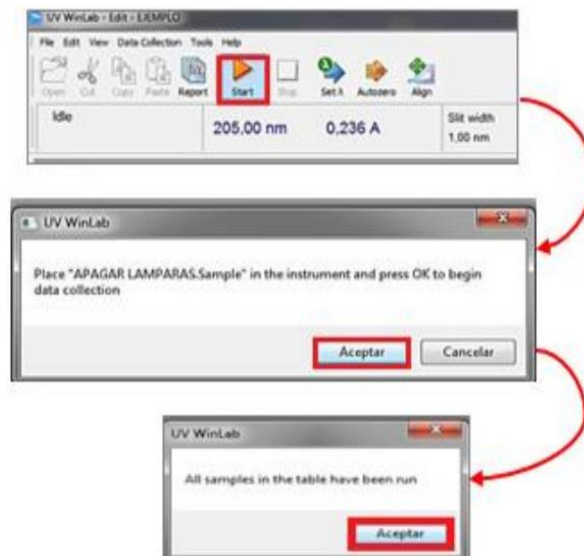 UV WinLab - Edit - EJEMPLO
File Edit View Data Collection Tools Help
Open Cut Copy Paste Report Start Stop Set λ Autozero Align
Idle
205,00 nm 0,236 A
Slit width
1,00 nm
UV WinLab
Place "APAGAR LAMPARAS.Sample" in the instrument and press OK to begin
data collection
Aceptar Cancelar
UV WinLab
All samples in the table have been run
Aceptar